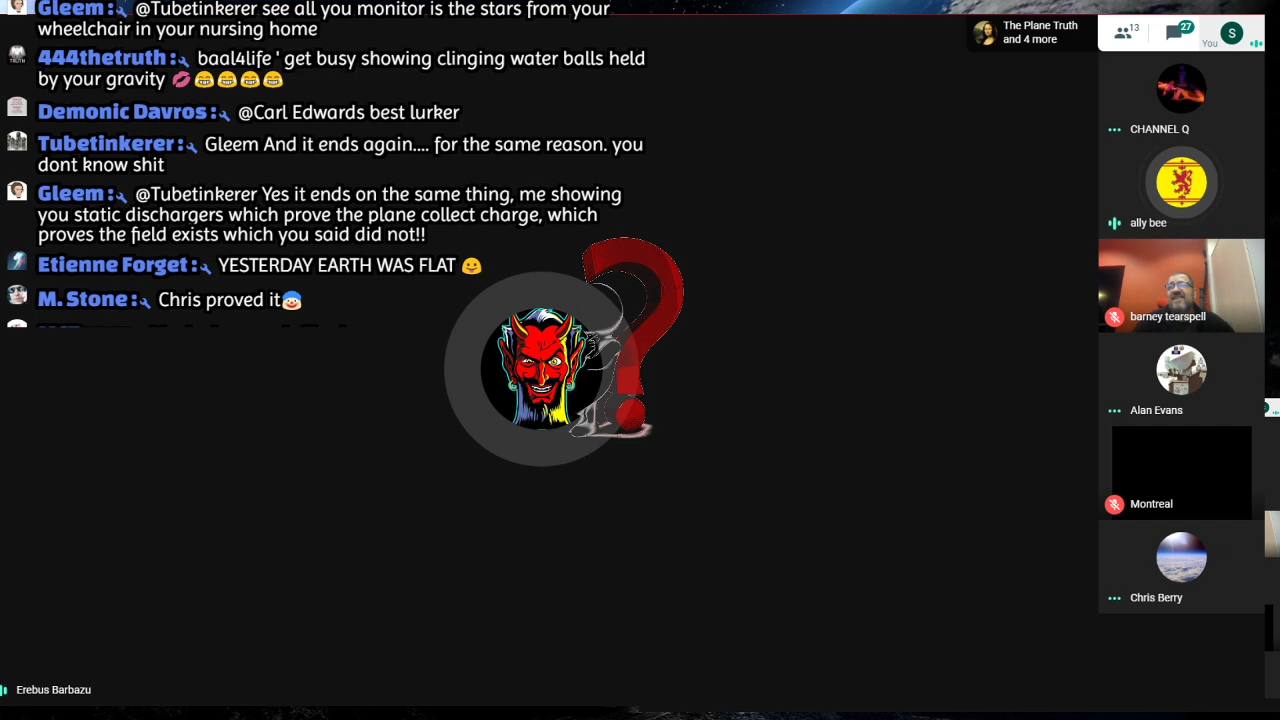 Gleem: @Tubetinkerer see all you monitor is the stars from your
wheelchair in your nursing home
444thetruth: baal4life ' get busy showing clinging water balls held
by your gravity 💋 😂😂😂😂
Demonic Davros: @Carl Edwards best lurker
Tubetinkerer: Gleem And it ends again.... for the same reason. you
dont know shit
Gleem: @Tubetinkerer Yes it ends on the same thing, me showing
you static dischargers which prove the plane collect charge, which
proves the field exists which you said did not!!
Etienne Forget: YESTERDAY EARTH WAS FLAT 😀
M. Stone: Chris proved it🤡
?
The Plane Truth
and 4 more
13
27
You
S
CHANNEL Q
ally bee
barney tearspell
Alan Evans
Montreal
Chris Berry
Erebus Barbazu
TRUTH